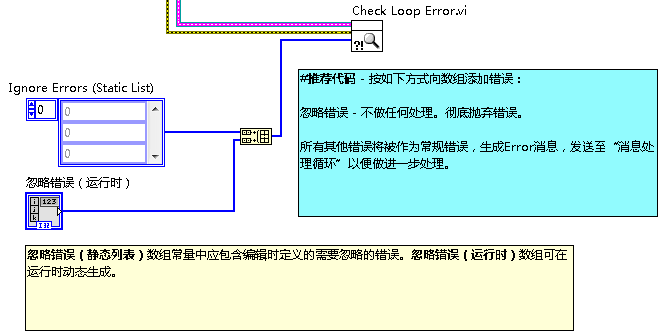 Check Loop Error.vi
?!
Ignore Errors (Static List)
0
0
0
0
忽略错误（运行时）
123
i
j
k
I32
#推荐代码 - 按如下方式向数组添加错误：
忽略错误 - 不做任何处理。彻底抛弃错误。
所有其他错误将被作为常规错误，生成Error消息，发送至“消息处
理循环”以便做进一步处理。
忽略错误（静态列表）数组常量中应包含编辑时定义的需要忽略的错误。忽略错误（运行时）数组可在
运行时动态生成。